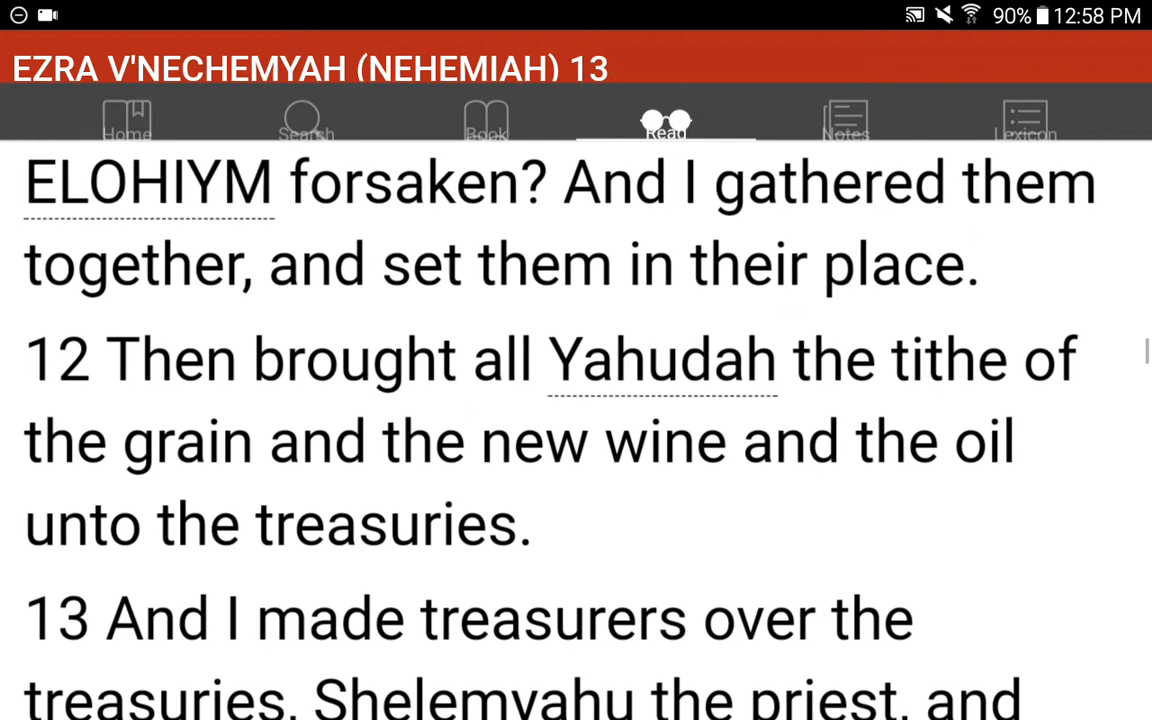 90% 12:58 PM
EZRA V'NECHEMYAH (NEHEMIAH) 13
Home Search Book Read Notes Lexicon
ELOHIYM forsaken? And I gathered them
together, and set them in their place.
12 Then brought all Yahudah the tithe of
the grain and the new wine and the oil
unto the treasuries.
13 And I made treasurers over the
treasuries, Shelemyahu the priest, and